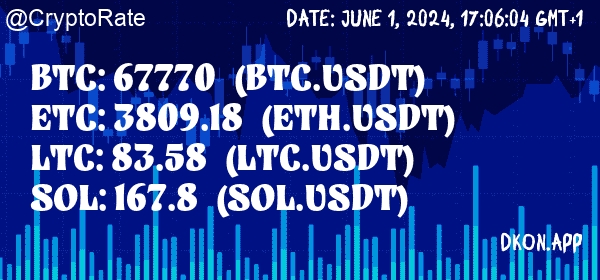 @CryptoRate
DATE: JUNE 1, 2024, 17:06:04 GMT+1
BTC: 67770 (BTC.USDT)
ETC: 3809.18 (ETH.USDT)
LTC: 83.58 (LTC.USDT)
SOL: 167.8 (SOL.USDT)
DKON.APP